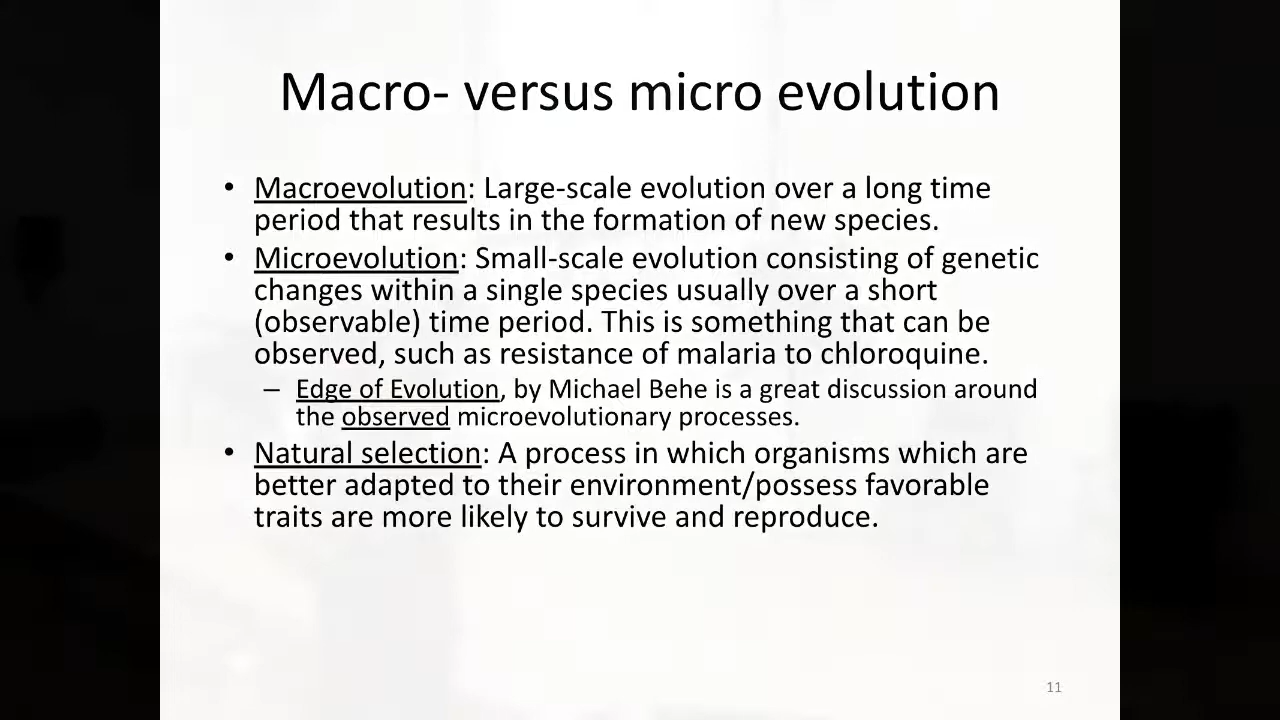 Macro- versus micro evolution
• Macroevolution: Large-scale evolution over a long time
period that results in the formation of new species.
• Microevolution: Small-scale evolution consisting of genetic
changes within a single species usually over a short
(observable) time period. This is something that can be
observed, such as resistance of malaria to chloroquine.
– Edge of Evolution, by Michael Behe is a great discussion around
the observed microevolutionary processes.
• Natural selection: A process in which organisms which are
better adapted to their environment/possess favorable
traits are more likely to survive and reproduce.
11